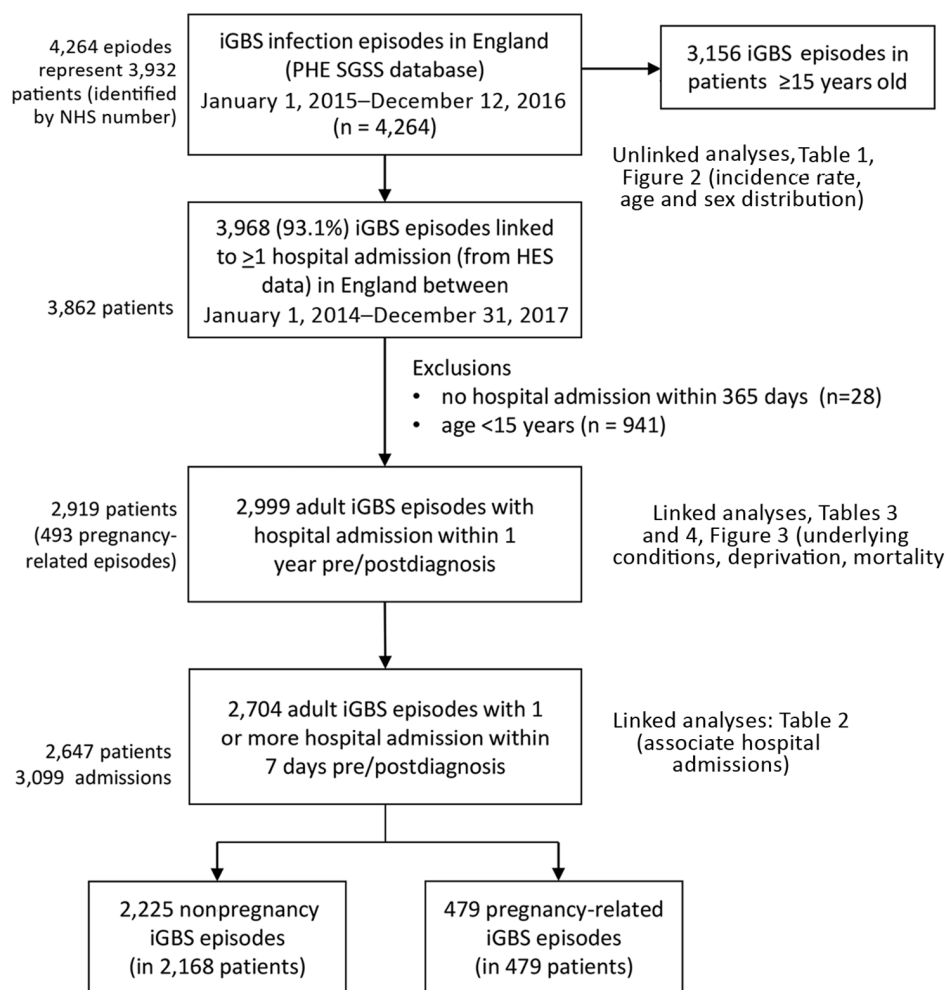 4,264 epiodes
represent 3,932
patients (identified
by NHS number)
iGBS infection episodes in England
(PHE SGSS database)
January 1, 2015–December 12, 2016
(n = 4,264)
3,156 iGBS episodes in
patients ≥15 years old
Unlinked analyses, Table 1,
Figure 2 (incidence rate,
age and sex distribution)
3,862 patients
3,968 (93.1%) iGBS episodes linked
to ≥1 hospital admission (from HES
data) in England between
January 1, 2014–December 31, 2017
Exclusions
• no hospital admission within 365 days (n=28)
• age <15 years (n = 941)
2,919 patients
(493 pregnancy-
related episodes)
2,999 adult iGBS episodes with
hospital admission within 1
year pre/postdiagnosis
Linked analyses, Tables 3
and 4, Figure 3 (underlying
conditions, deprivation, mortality
2,647 patients
3,099 admissions
2,704 adult iGBS episodes with 1
or more hospital admission within
7 days pre/postdiagnosis
Linked analyses: Table 2
(associate hospital
admissions)
2,225 nonpregnancy
iGBS episodes
(in 2,168 patients)
479 pregnancy-related
iGBS episodes
(in 479 patients)